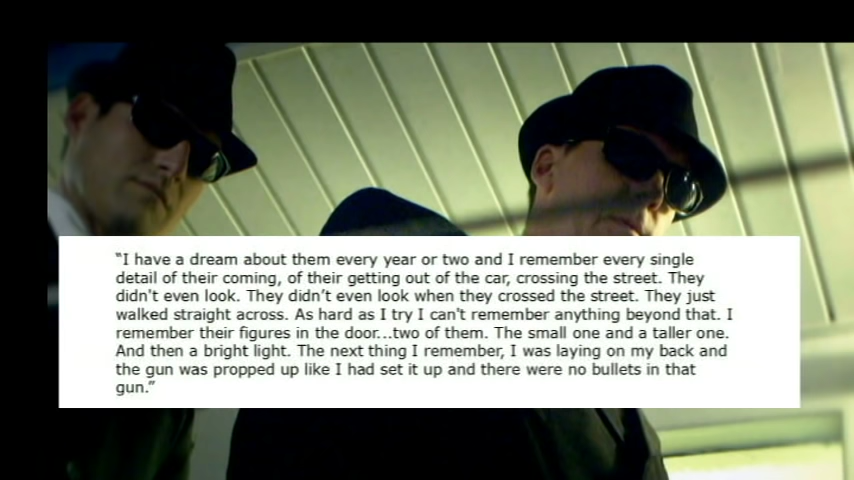 “I have a dream about them every year or two and I remember every single
detail of their coming, of their getting out of the car, crossing the street. They
didn't even look. They didn’t even look when they crossed the street. They just
walked straight across. As hard as I try I can't remember anything beyond that. I
remember their figures in the door...two of them. The small one and a taller one.
And then a bright light. The next thing I remember, I was laying on my back and
the gun was propped up like I had set it up and there were no bullets in that
gun.”